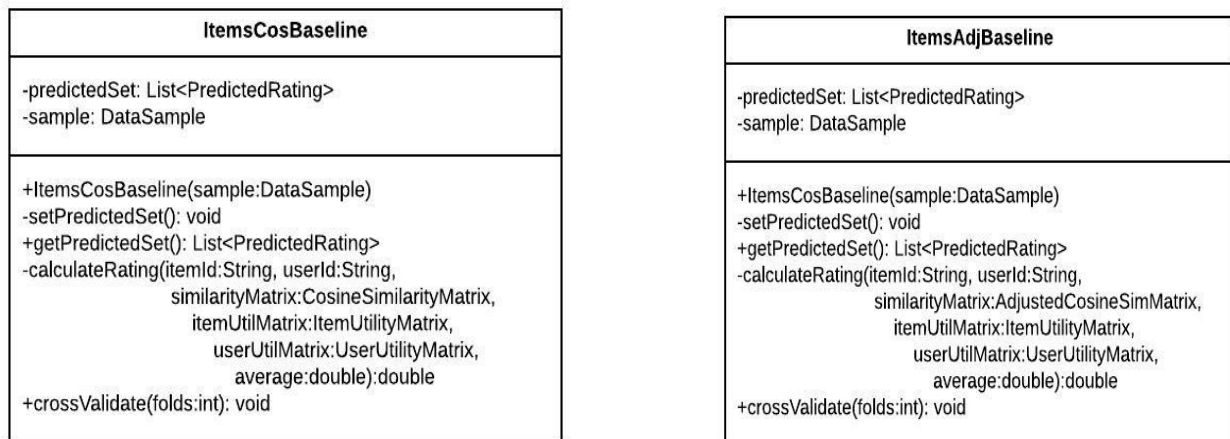 ItemsCosBaseline
-predictedSet: List<PredictedRating>
-sample: DataSample
+ItemsCosBaseline(sample:DataSample)
-setPredictedSet(): void
+getPredictedSet(): List<PredictedRating>
-calculateRating(itemId:String, userId:String,
similarityMatrix:CosineSimilarityMatrix,
itemUtilMatrix:ItemUtilityMatrix,
userUtilMatrix:UserUtilityMatrix,
average:double):double
+crossValidate(folds:int): void
ItemsAdjBaseline
-predictedSet: List<PredictedRating>
-sample: DataSample
+ItemsCosBaseline(sample:DataSample)
-setPredictedSet(): void
+getPredictedSet(): List<PredictedRating>
-calculateRating(itemId:String, userId:String,
similarityMatrix:AdjustedCosineSimMatrix,
itemUtilMatrix:ItemUtilityMatrix,
userUtilMatrix:UserUtilityMatrix,
average:double):double
+crossValidate(folds:int): void